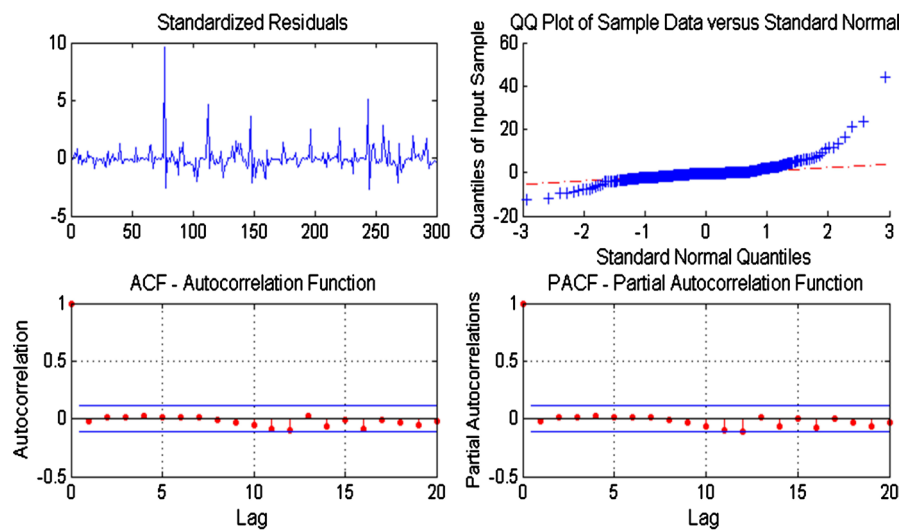 Standardized Residuals
10
5
0
-5
0 50 100 150 200 250 300
QQ Plot of Sample Data versus Standard Normal
Quantiles of Input Sample
60
40
20
0
-20
-3 -2 -1 0 1 2 3
Standard Normal Quantiles
ACF - Autocorrelation Function
Autocorrelation
1
0.5
0
-0.5
0 5 10 15 20
Lag
PACF - Partial Autocorrelation Function
Partial Autocorrelations
1
0.5
0
-0.5
0 5 10 15 20
Lag